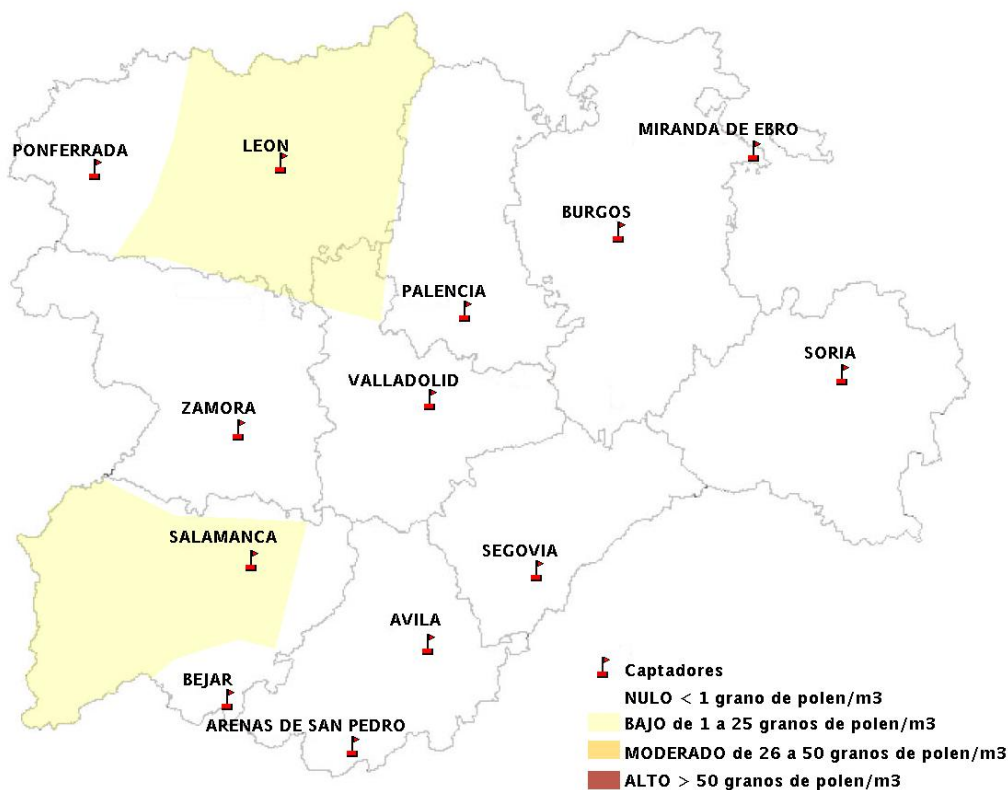 MIRANDA DE EBRO
PONFERRADA
LEON
BURGOS
PALENCIA
SORIA
VALLADOLID
ZAMORA
SALAMANCA
SEGOVIA
AVILA
BEJAR
ARENAS DE SAN PEDRO
Captadores
NULO < 1 grano de polen/m3
BAJO de 1 a 25 granos de polen/m3
MODERADO de 26 a 50 granos de polen/m3
ALTO > 50 granos de polen/m3